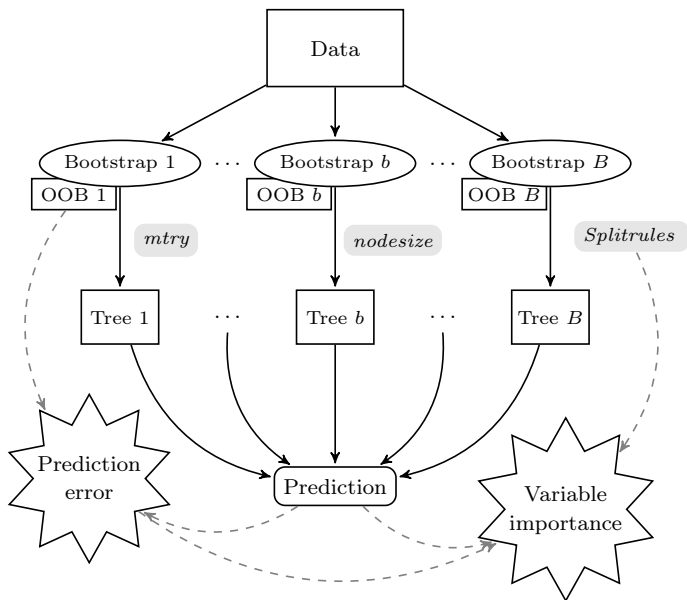 Data
Bootstrap 1
...
Bootstrap b
...
Bootstrap B
OOB 1
OOB b
OOB B
mtry
nodesize
Splitrules
Tree 1
...
Tree b
...
Tree B
Prediction
error
Prediction
Variable
importance